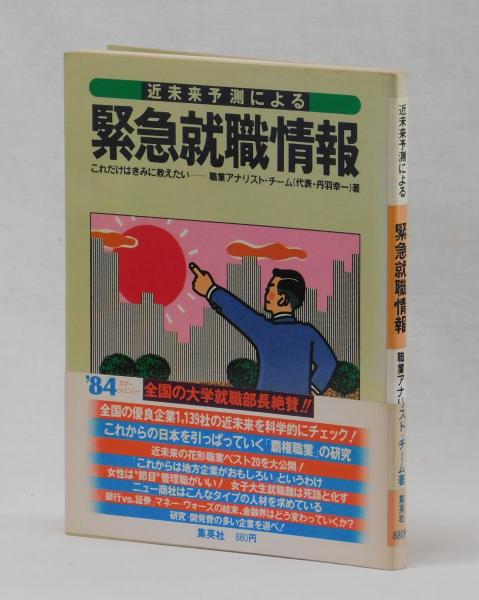 近未来予測による
緊急就職情報
これだけはきみに教えたい──職業アナリスト・チーム(代表・丹羽幸一)著
'84
エマー
ジェンシィ
全国の大学就職部長絶賛!!
全国の優良企業1,139社の近未来を科学的にチェック!
これからの日本を引っぱっていく「覇権職業」の研究
近未来の花形職業ベスト20を大公開!
「これからは地方企業がおもしろい」というわけ
女性は“節目”管理職がいい! 女子大生就職難は死語と化す
ニュー商社はこんなタイプの人材を求めている
「銀行vs.証券」マネー・ウォーズの結末、金融界はどう変わっていくか?
研究・開発費の多い企業を選べ!
集英社 880円
近未来予測による
緊急就職情報
職業アナリスト・チーム著
集英社
880円